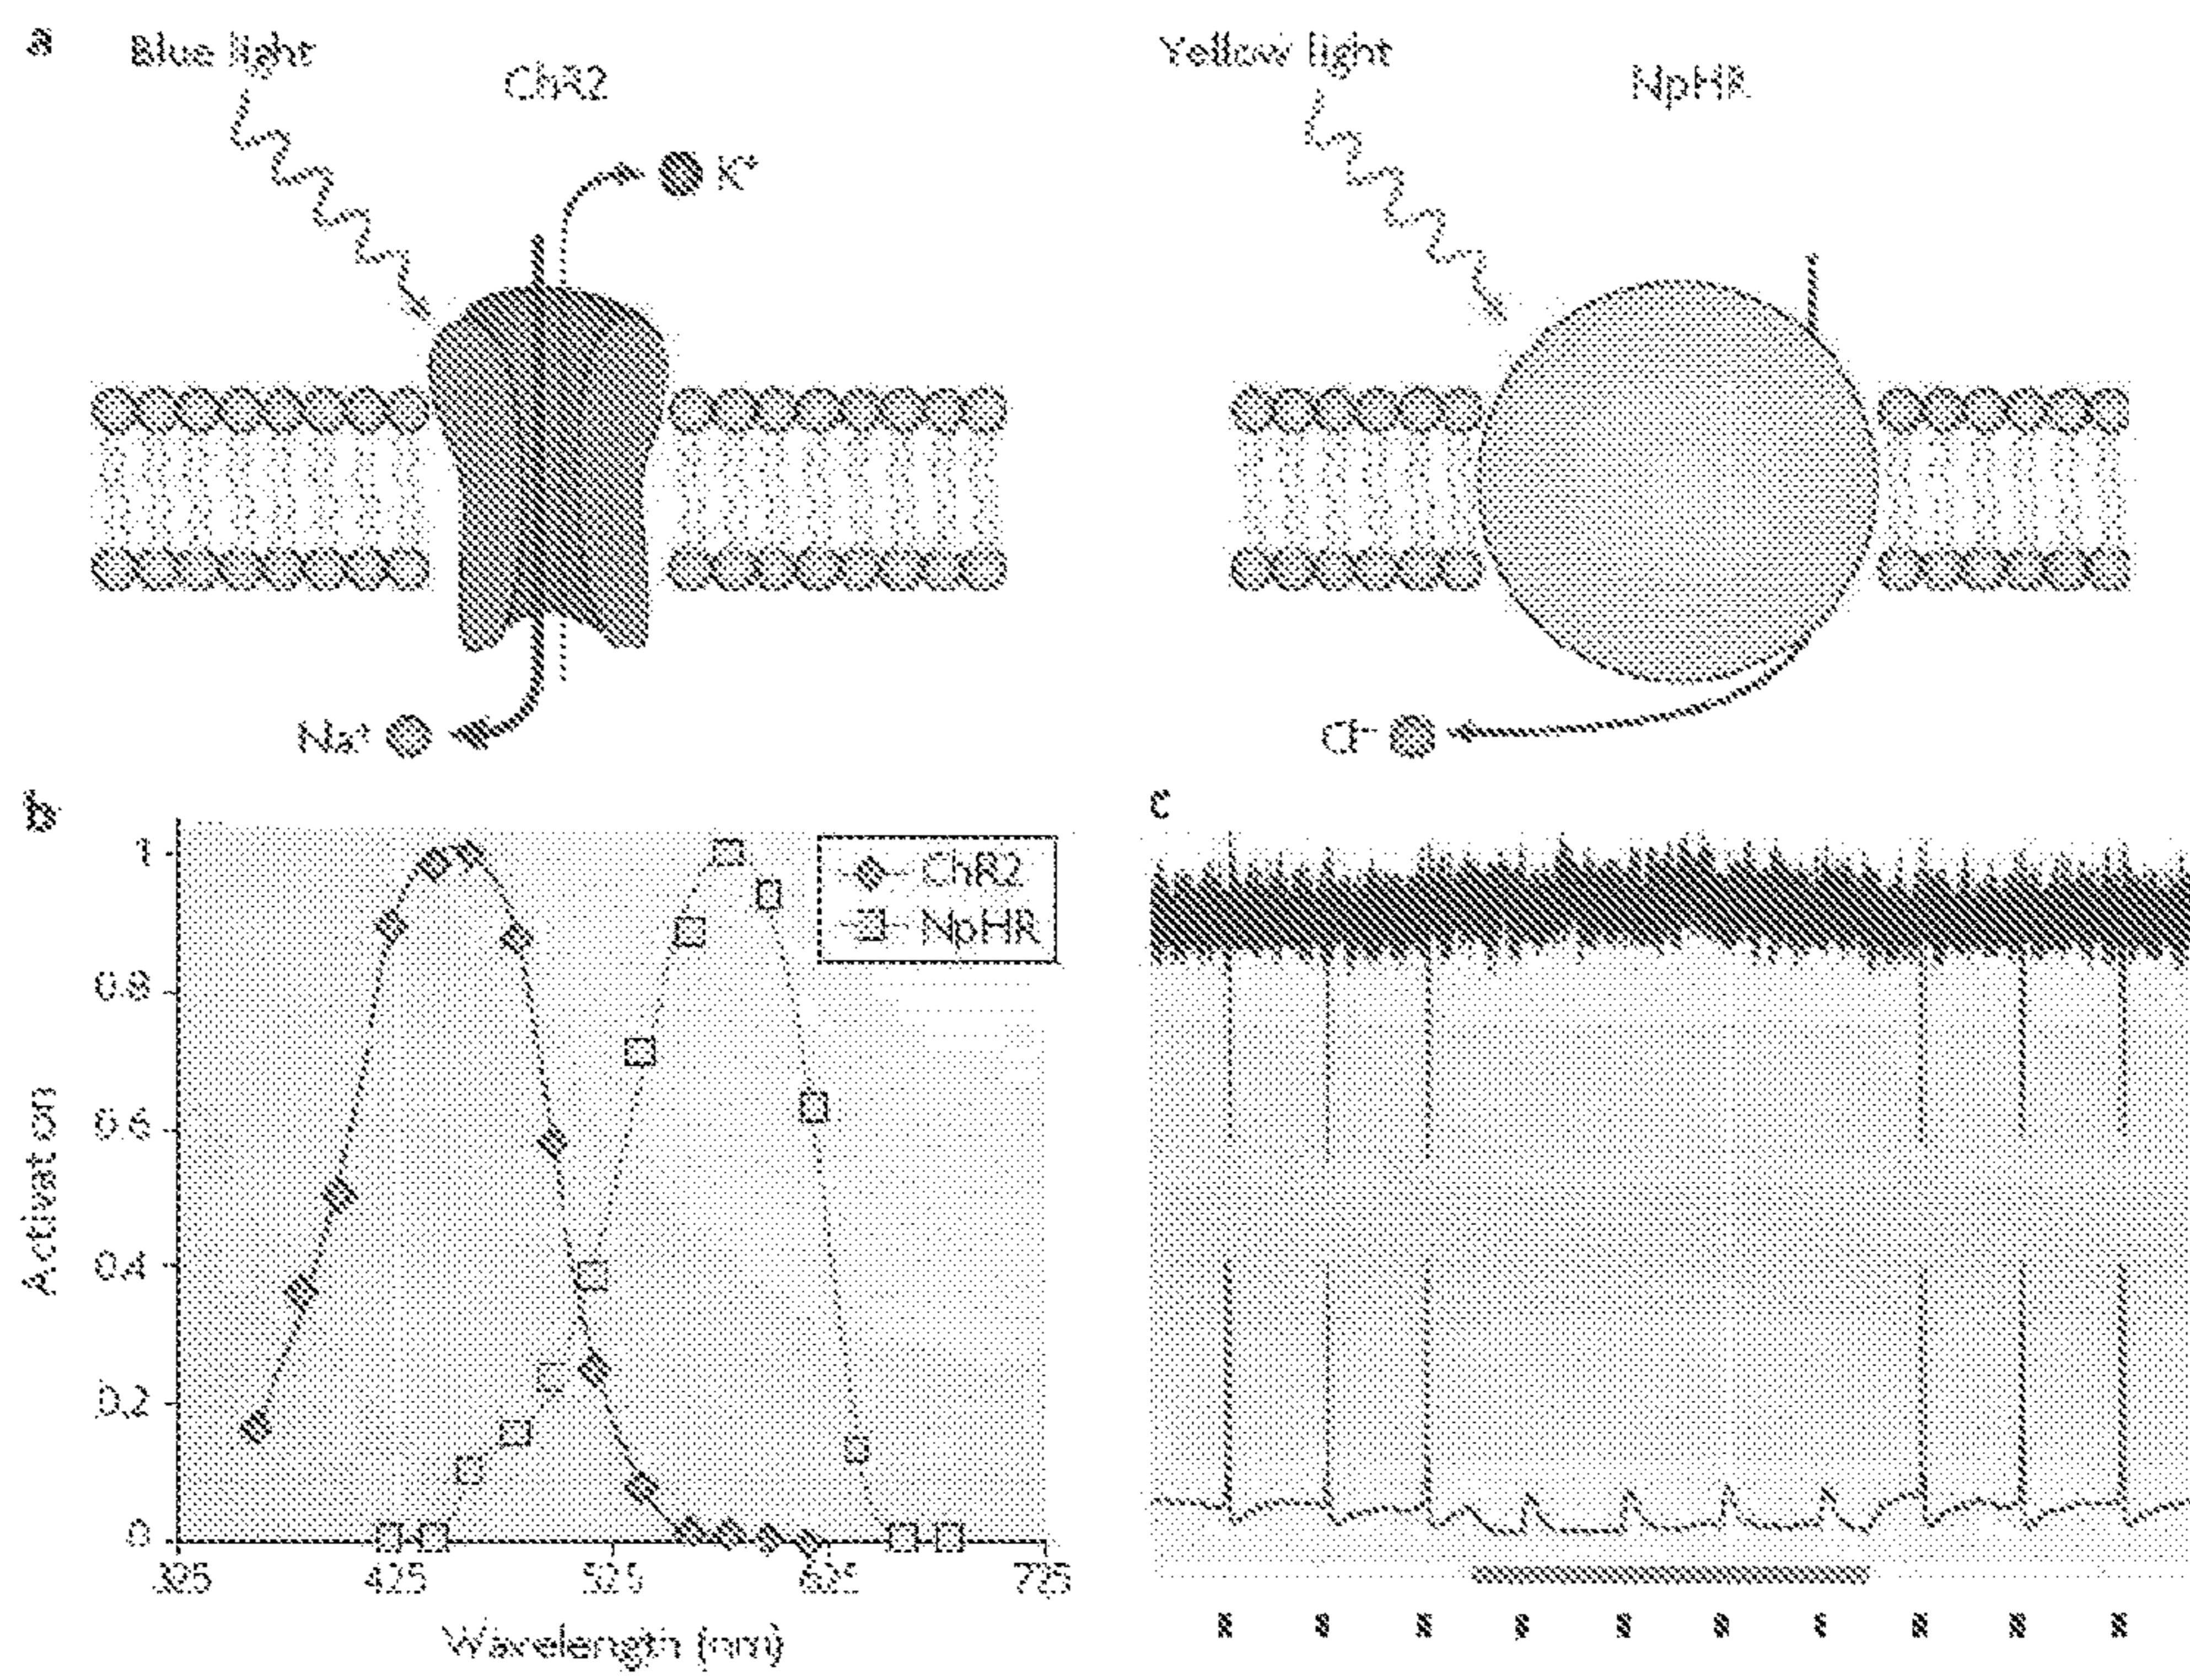 a
Blue light
ChR2
K+
Na+
Yellow light
NpHR
Cl−
b
Activation
1
0.8
0.6
0.4
0.2
0
325
425
525
625
725
Wavelength (nm)
ChR2
NpHR
c